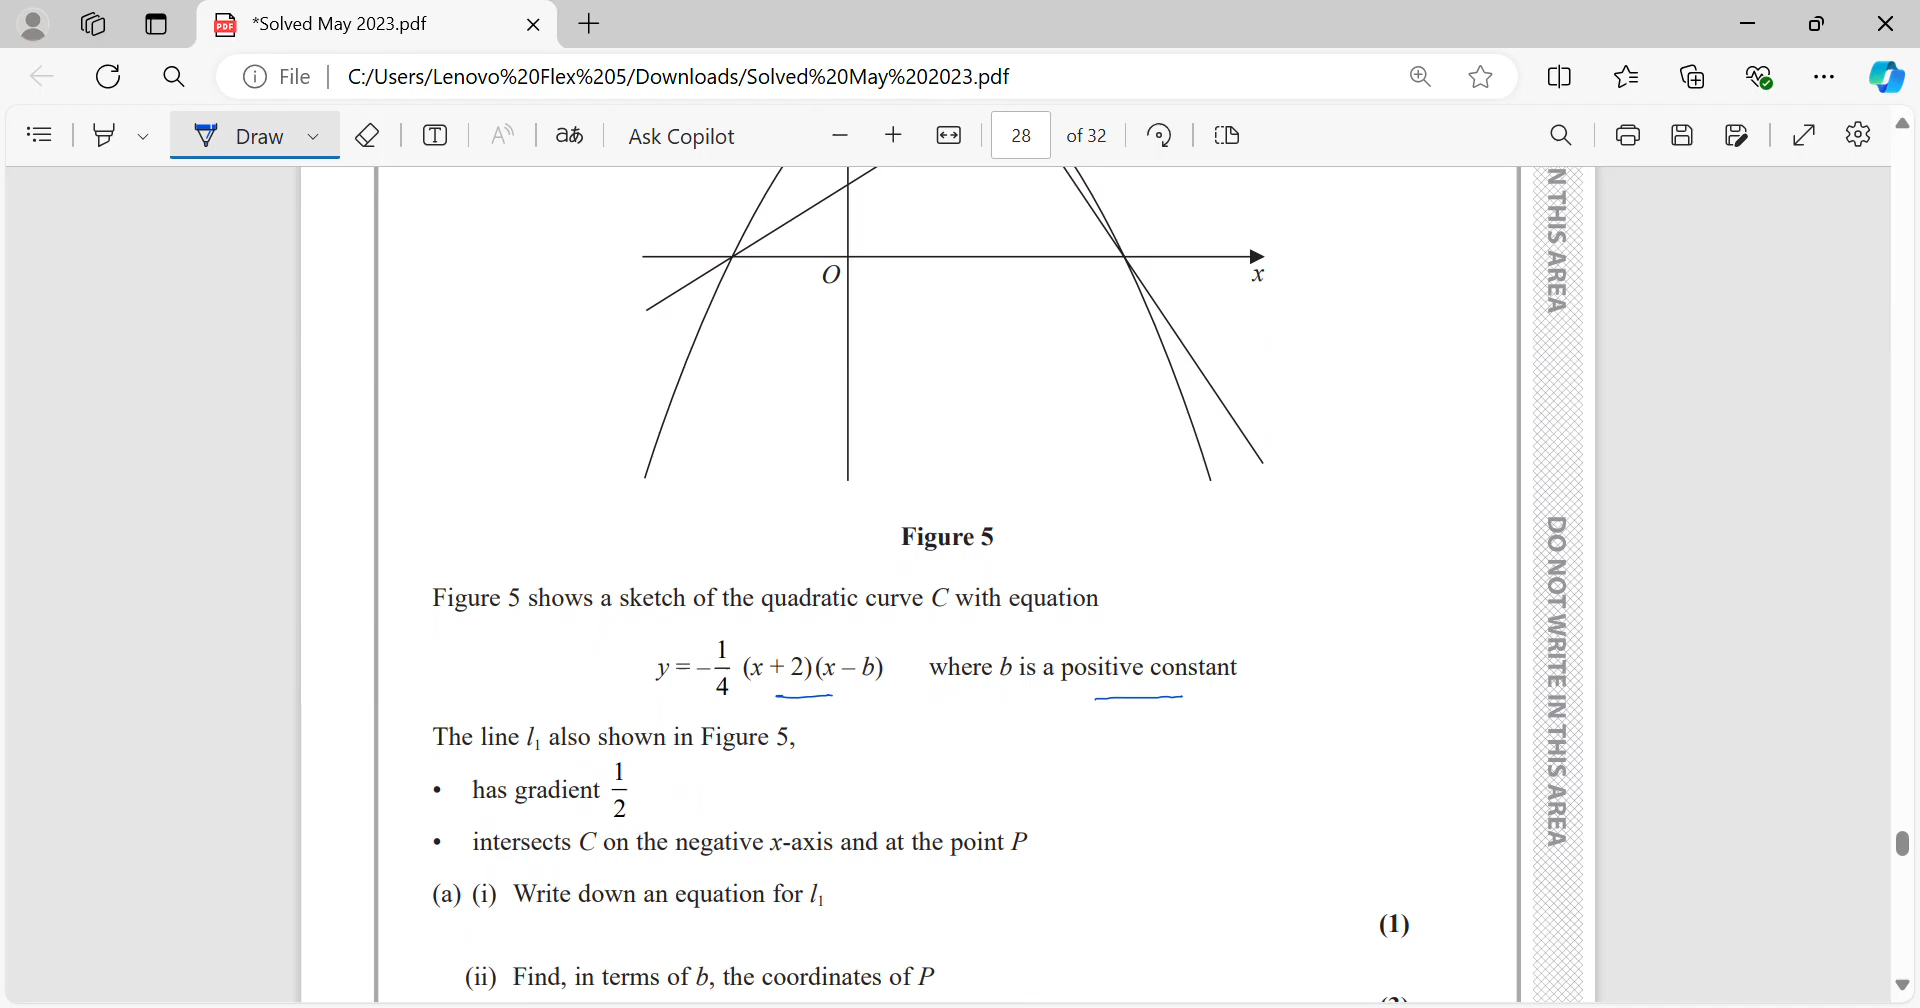 *Solved May 2023.pdf
File | C:/Users/Lenovo%20Flex%205/Downloads/Solved%20May%202023.pdf
Draw
T
A
aあ
Ask Copilot
28 of 32
O
x
N THIS AREA
DO NOT WRITE IN THIS AREA
Figure 5
Figure 5 shows a sketch of the quadratic curve C with equation
y = –1/4 (x + 2)(x – b) where b is a positive constant
The line l₁ also shown in Figure 5,
• has gradient 1/2
• intersects C on the negative x-axis and at the point P
(a) (i) Write down an equation for l₁
(1)
(ii) Find, in terms of b, the coordinates of P